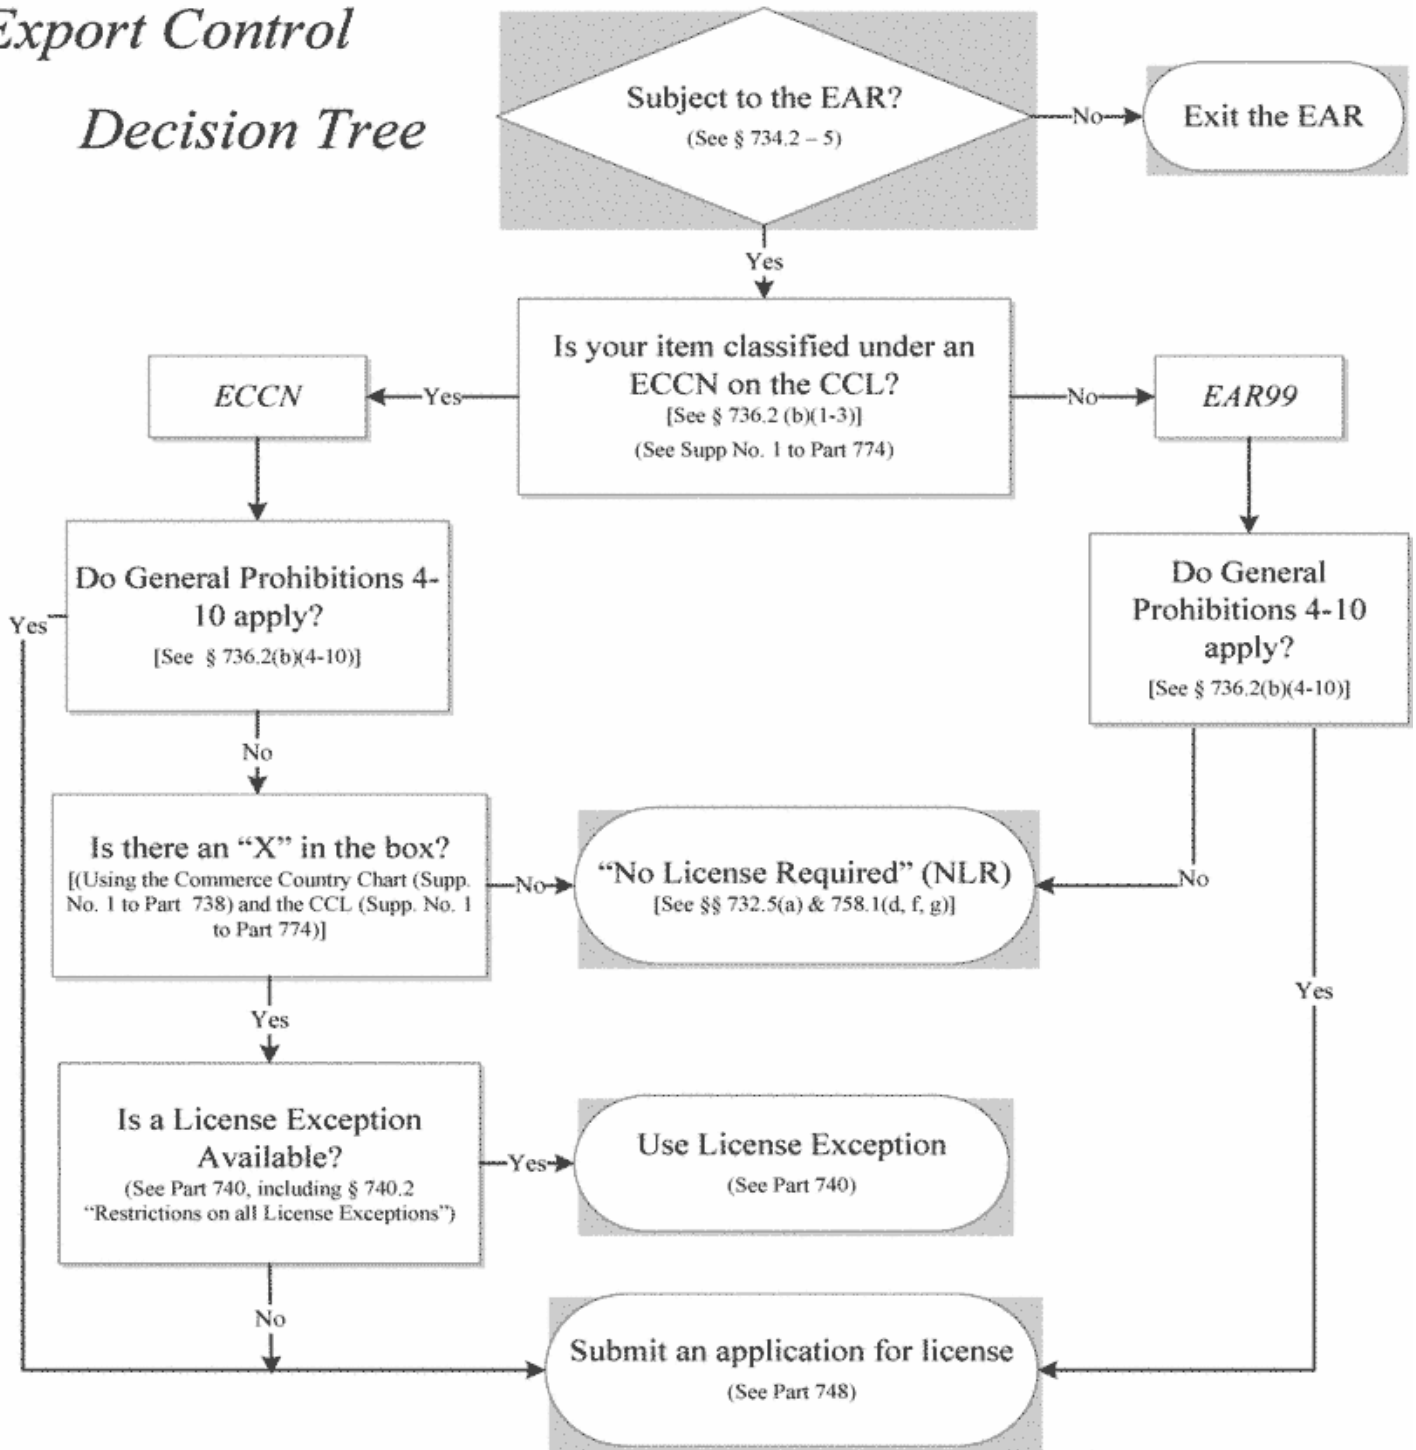 Export Control
Decision Tree
Subject to the EAR?
(See § 734.2 – 5)
No
Exit the EAR
Yes
Is your item classified under an
ECCN on the CCL?
[See § 736.2 (b)(1-3)]
(See Supp No. 1 to Part 774)
Yes
ECCN
No
EAR99
Do General Prohibitions 4-
10 apply?
[See § 736.2(b)(4-10)]
Yes
Do General
Prohibitions 4-10
apply?
[See § 736.2(b)(4-10)]
No
Is there an “X” in the box?
[(Using the Commerce Country Chart (Supp.
No. 1 to Part 738) and the CCL (Supp. No. 1
to Part 774)]
No
“No License Required” (NLR)
[See §§ 732.5(a) & 758.1(d, f, g)]
No
Yes
Yes
Is a License Exception
Available?
(See Part 740, including § 740.2
“Restrictions on all License Exceptions”)
Yes
Use License Exception
(See Part 740)
No
Submit an application for license
(See Part 748)